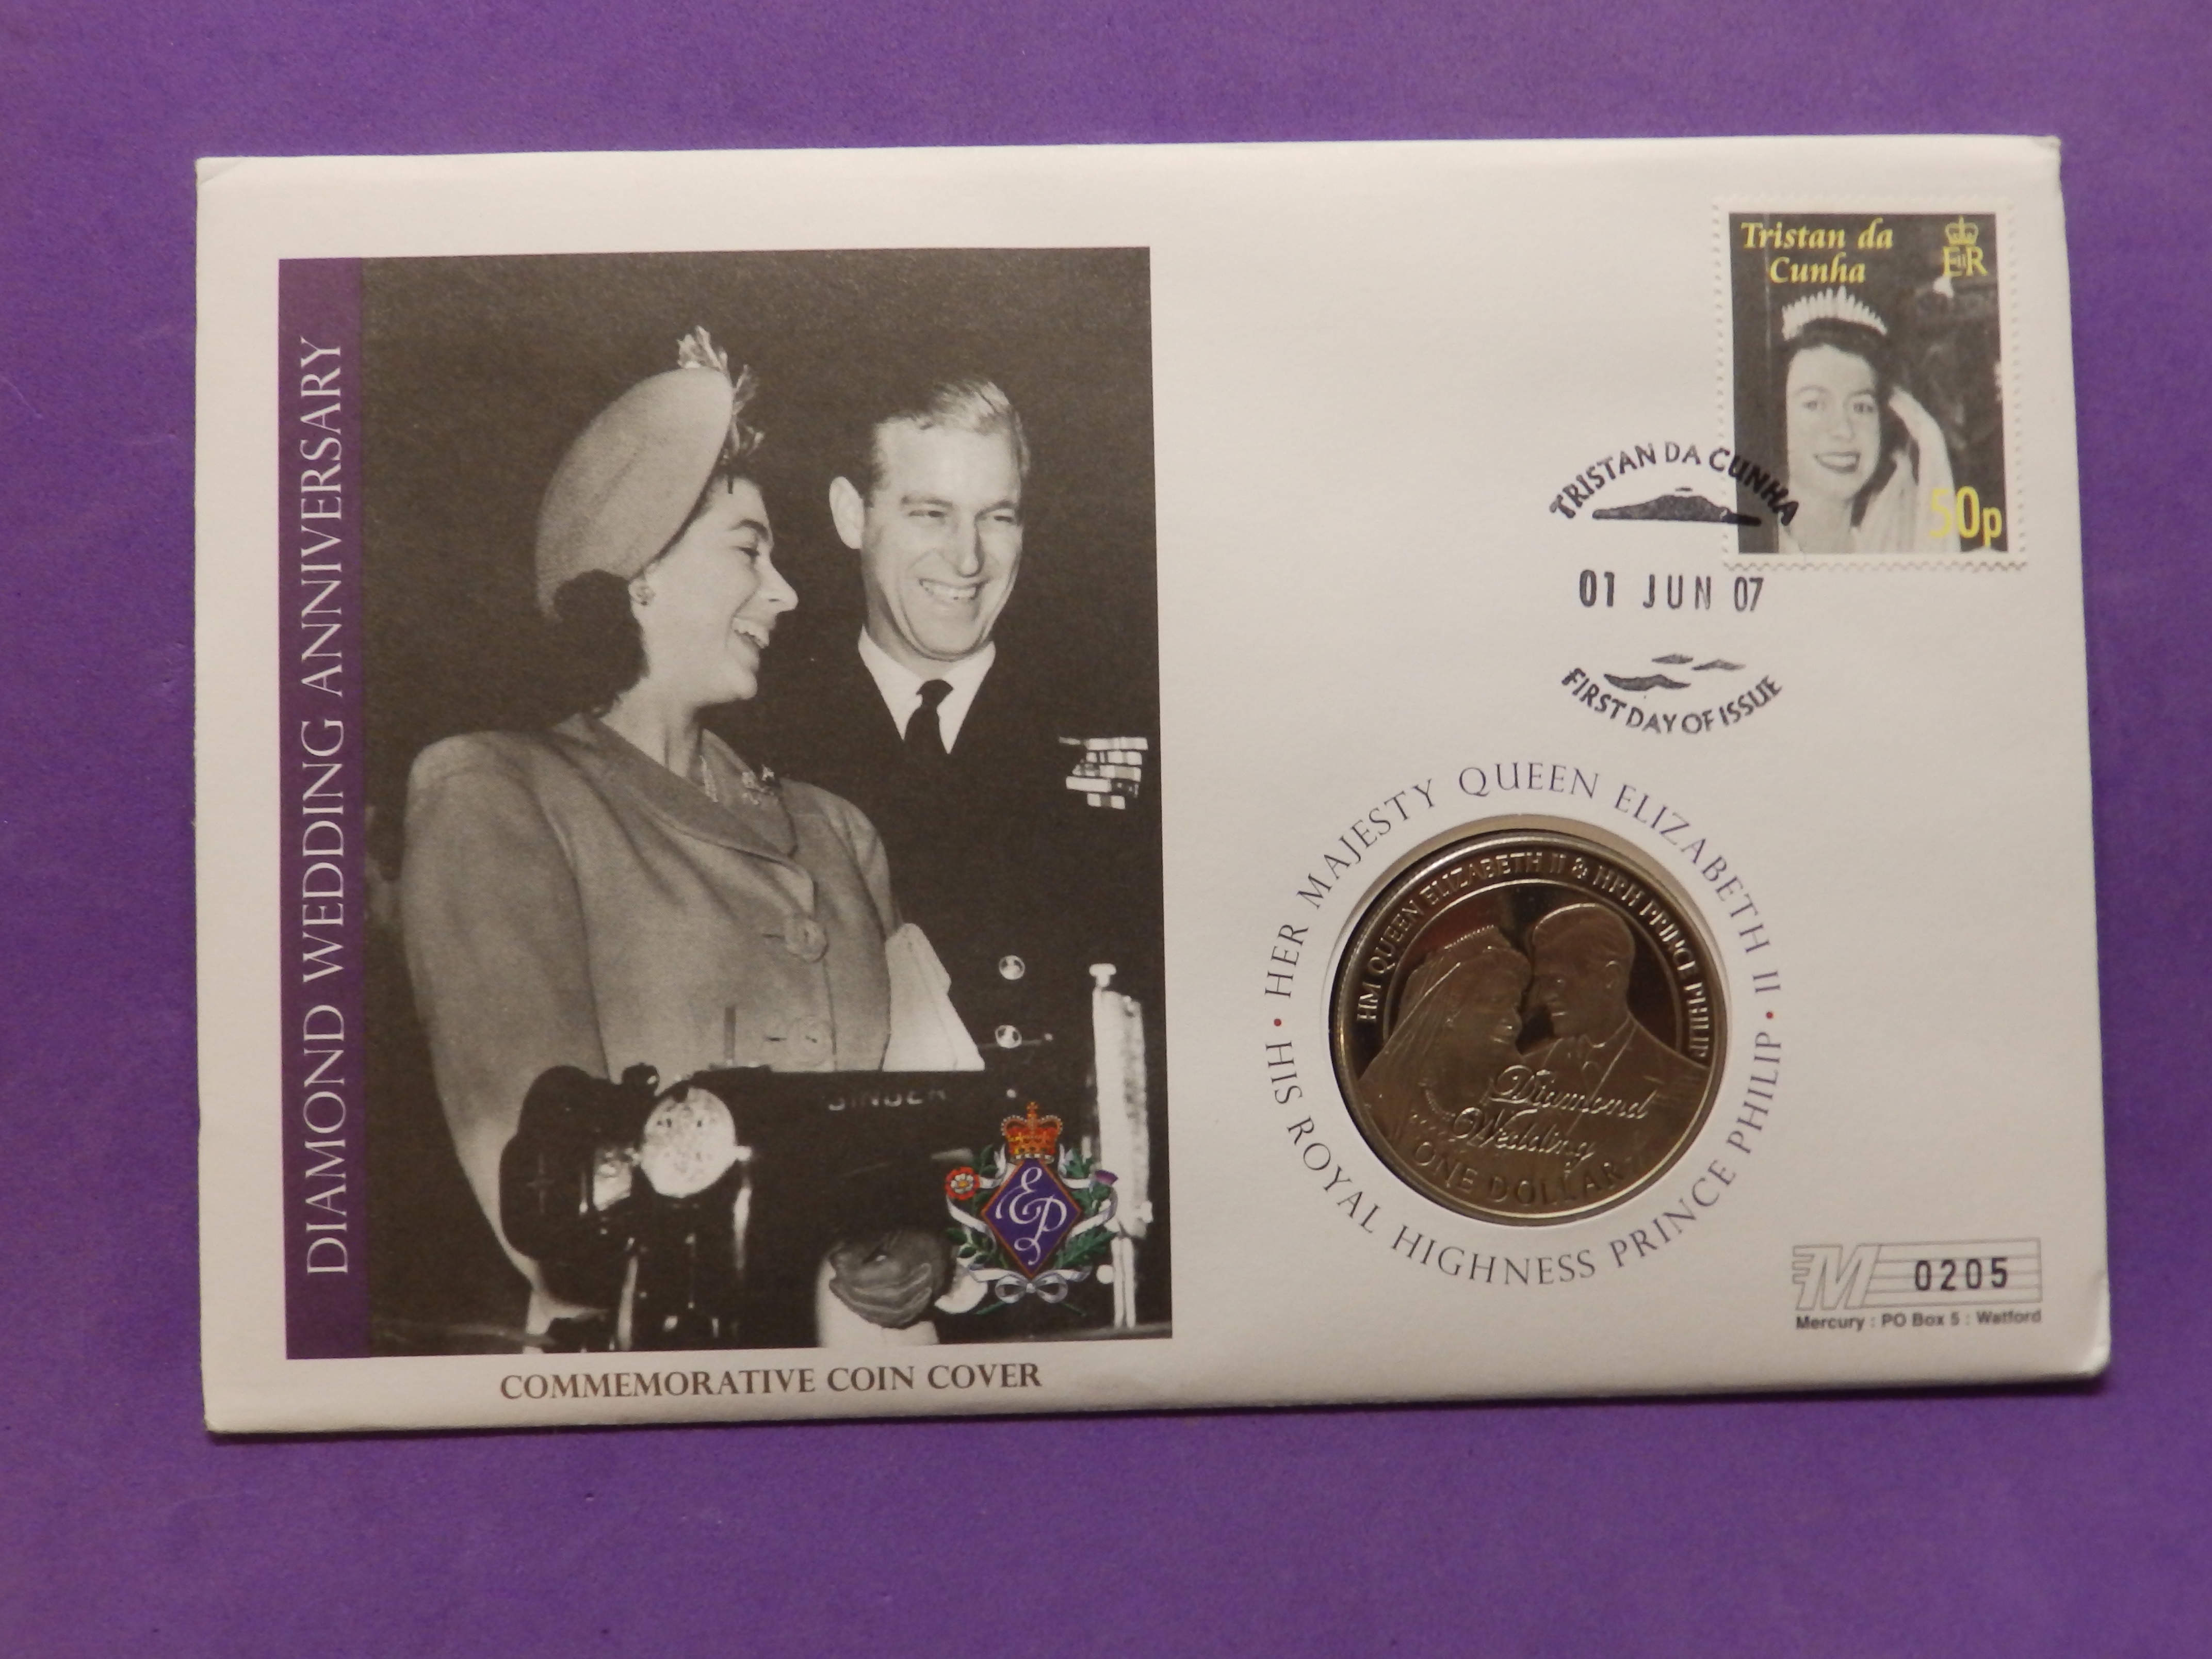 DIAMOND WEDDING ANNIVERSARY
SINGER
EP
COMMEMORATIVE COIN COVER
Tristan da
Cunha
EIIR
50p
TRISTAN DA CUNHA
01 JUN 07
FIRST DAY OF ISSUE
• HER MAJESTY QUEEN ELIZABETH II •
HIS ROYAL HIGHNESS PRINCE PHILIP
HM QUEEN ELIZABETH II & HRH PRINCE PHILIP
Diamond
Wedding
ONE DOLLAR
M 0205
Mercury : PO Box 5 : Watford